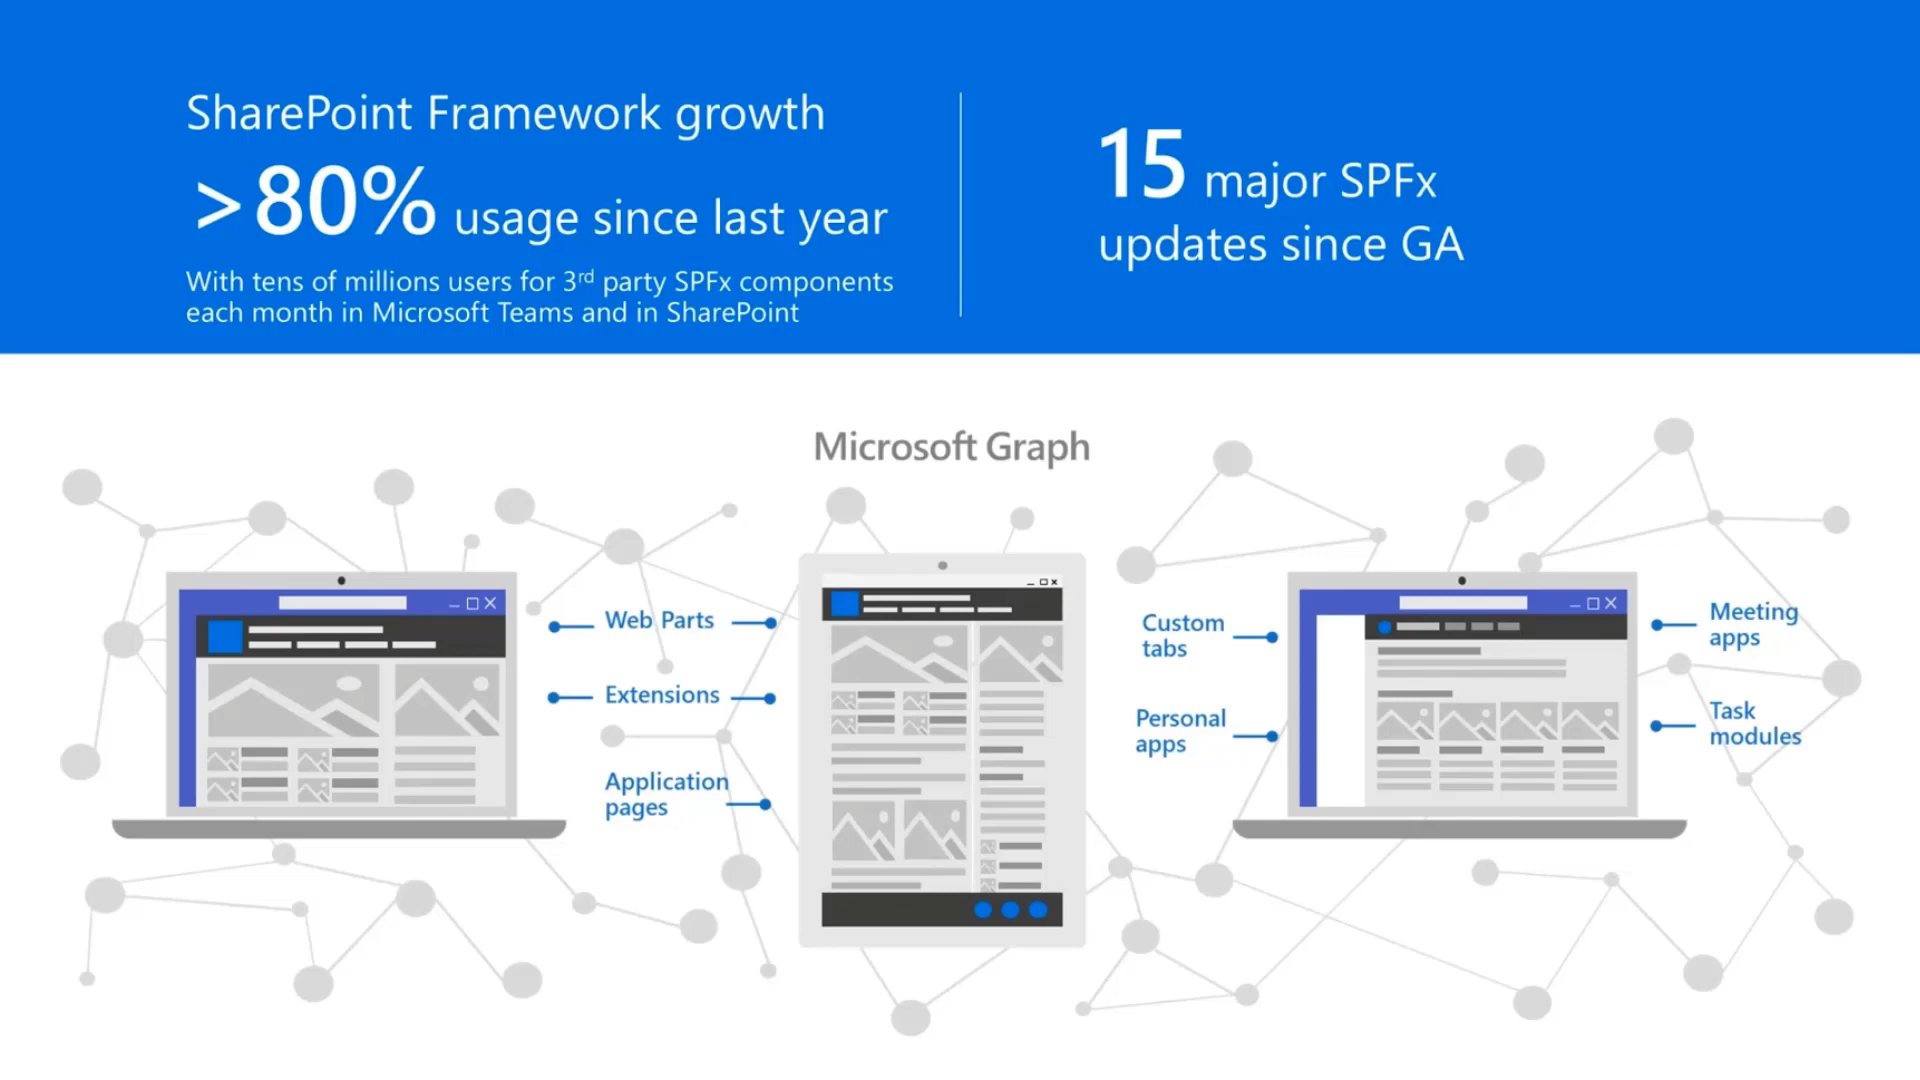 SharePoint Framework growth
>80% usage since last year
With tens of millions users for 3rd party SPFx components
each month in Microsoft Teams and in SharePoint
15 major SPFx
updates since GA
Microsoft Graph
Web Parts
Extensions
Application
pages
Custom
tabs
Personal
apps
Meeting
apps
Task
modules